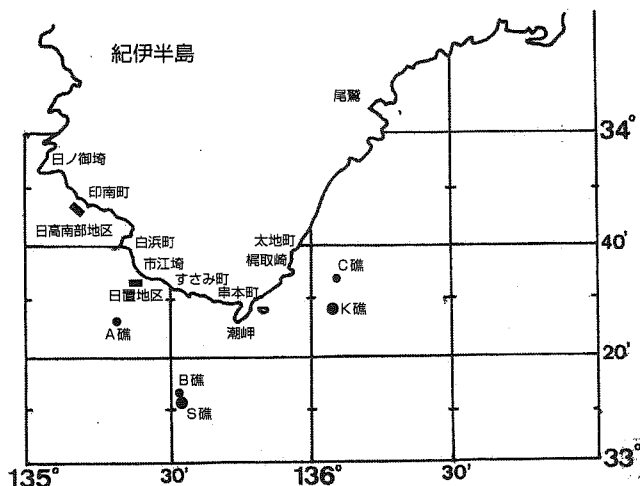 紀伊半島
尾鷲
34°
日ノ御埼
印南町
日高南部地区
白浜町
太地町
40′
市江埼
梶取崎
すさみ町
C礁
串本町
日置地区
K礁
A礁
潮岬
20′
B礁
S礁
33°
135°
30′
136°
30′